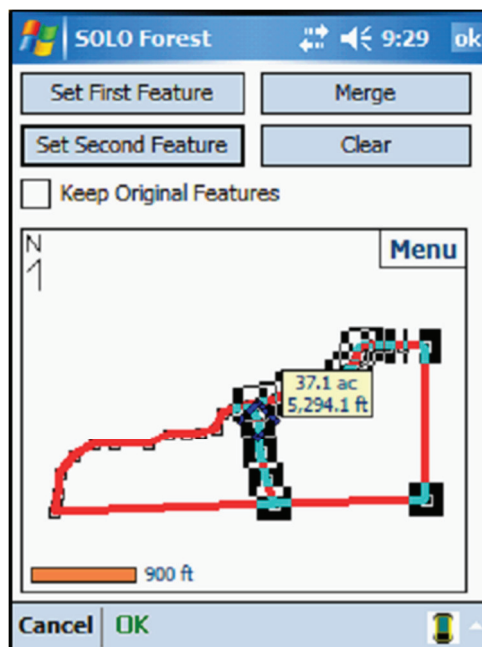 SOLO Forest 9:29 ok
Set First Feature Merge
Set Second Feature Clear
Keep Original Features
N
Menu
37.1 ac
5,294.1 ft
900 ft
Cancel OK